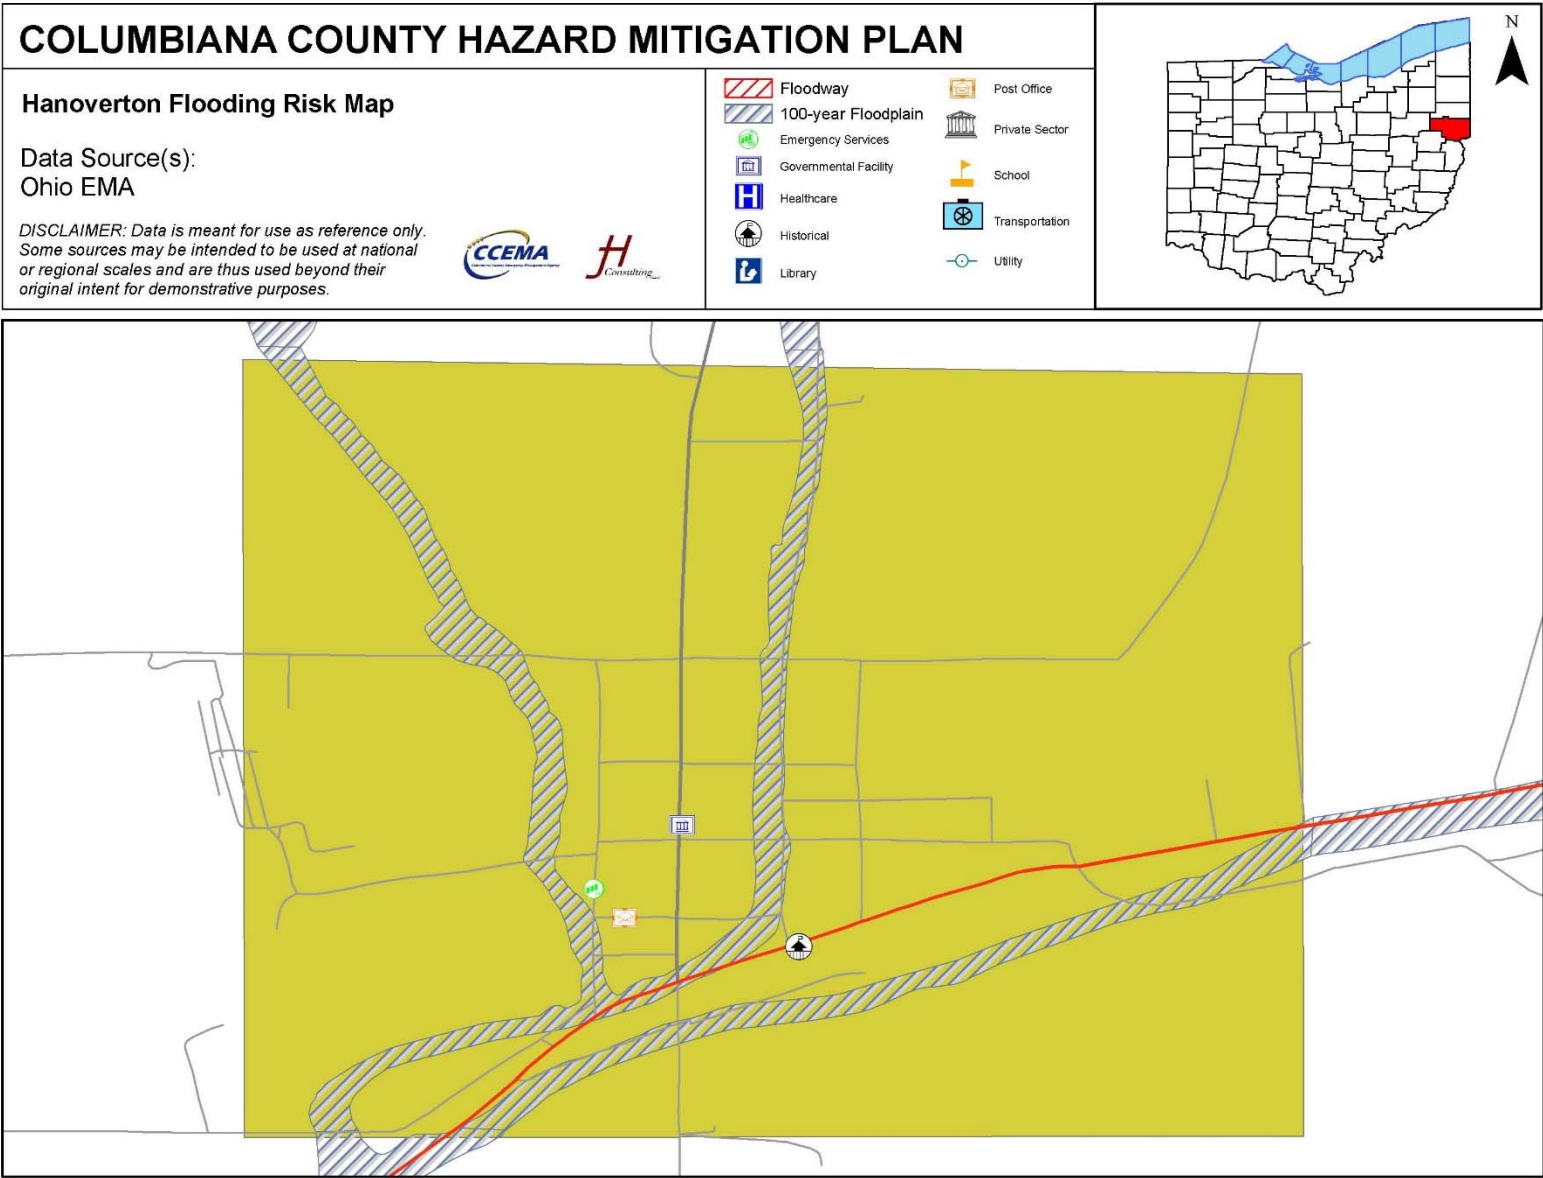 COLUMBIANA COUNTY HAZARD MITIGATION PLAN
Hanoverton Flooding Risk Map
Data Source(s):
Ohio EMA
DISCLAIMER: Data is meant for use as reference only.
Some sources may be intended to be used at national
or regional scales and are thus used beyond their
original intent for demonstrative purposes.
CCEMA
JH
Consulting
Floodway
100-year Floodplain
Emergency Services
Governmental Facility
H
Healthcare
Historical
Library
Post Office
Private Sector
School
Transportation
Utility
N